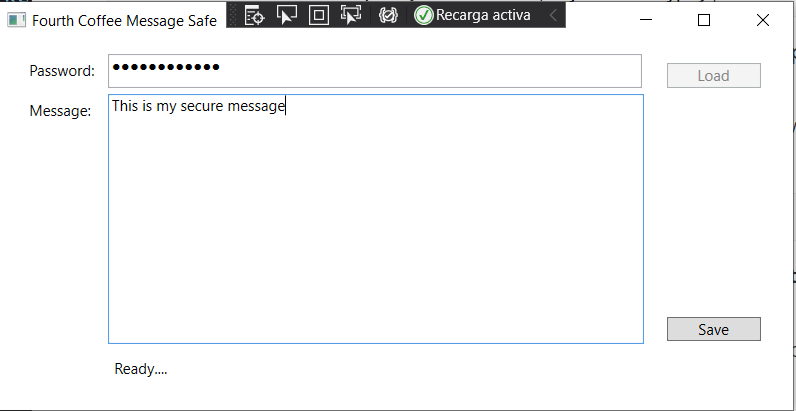 Fourth Coffee Message Safe
Recarga activa
Password: ●●●●●●●●●●●●
Load
Message: This is my secure message
Save
Ready....